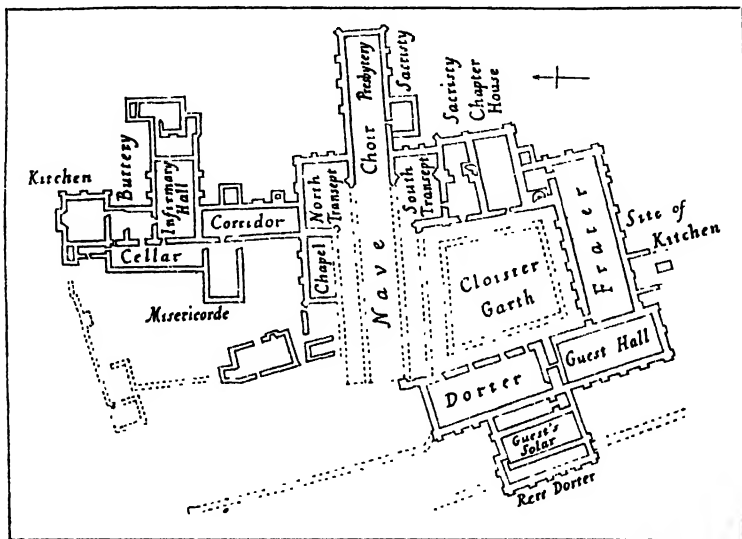 Kitchen
Buttery
Infirmary
Hall
Cellar
Corridor
Misericorde
North
Transept
Chapel
Nave
Choir
Presbytery
Sacristy
South
Transept
Sacristy
Chapter
House
Cloister
Garth
Frater
Site of
Kitchen
Guest Hall
Dorter
Guest's
Solar
Rere Dorter